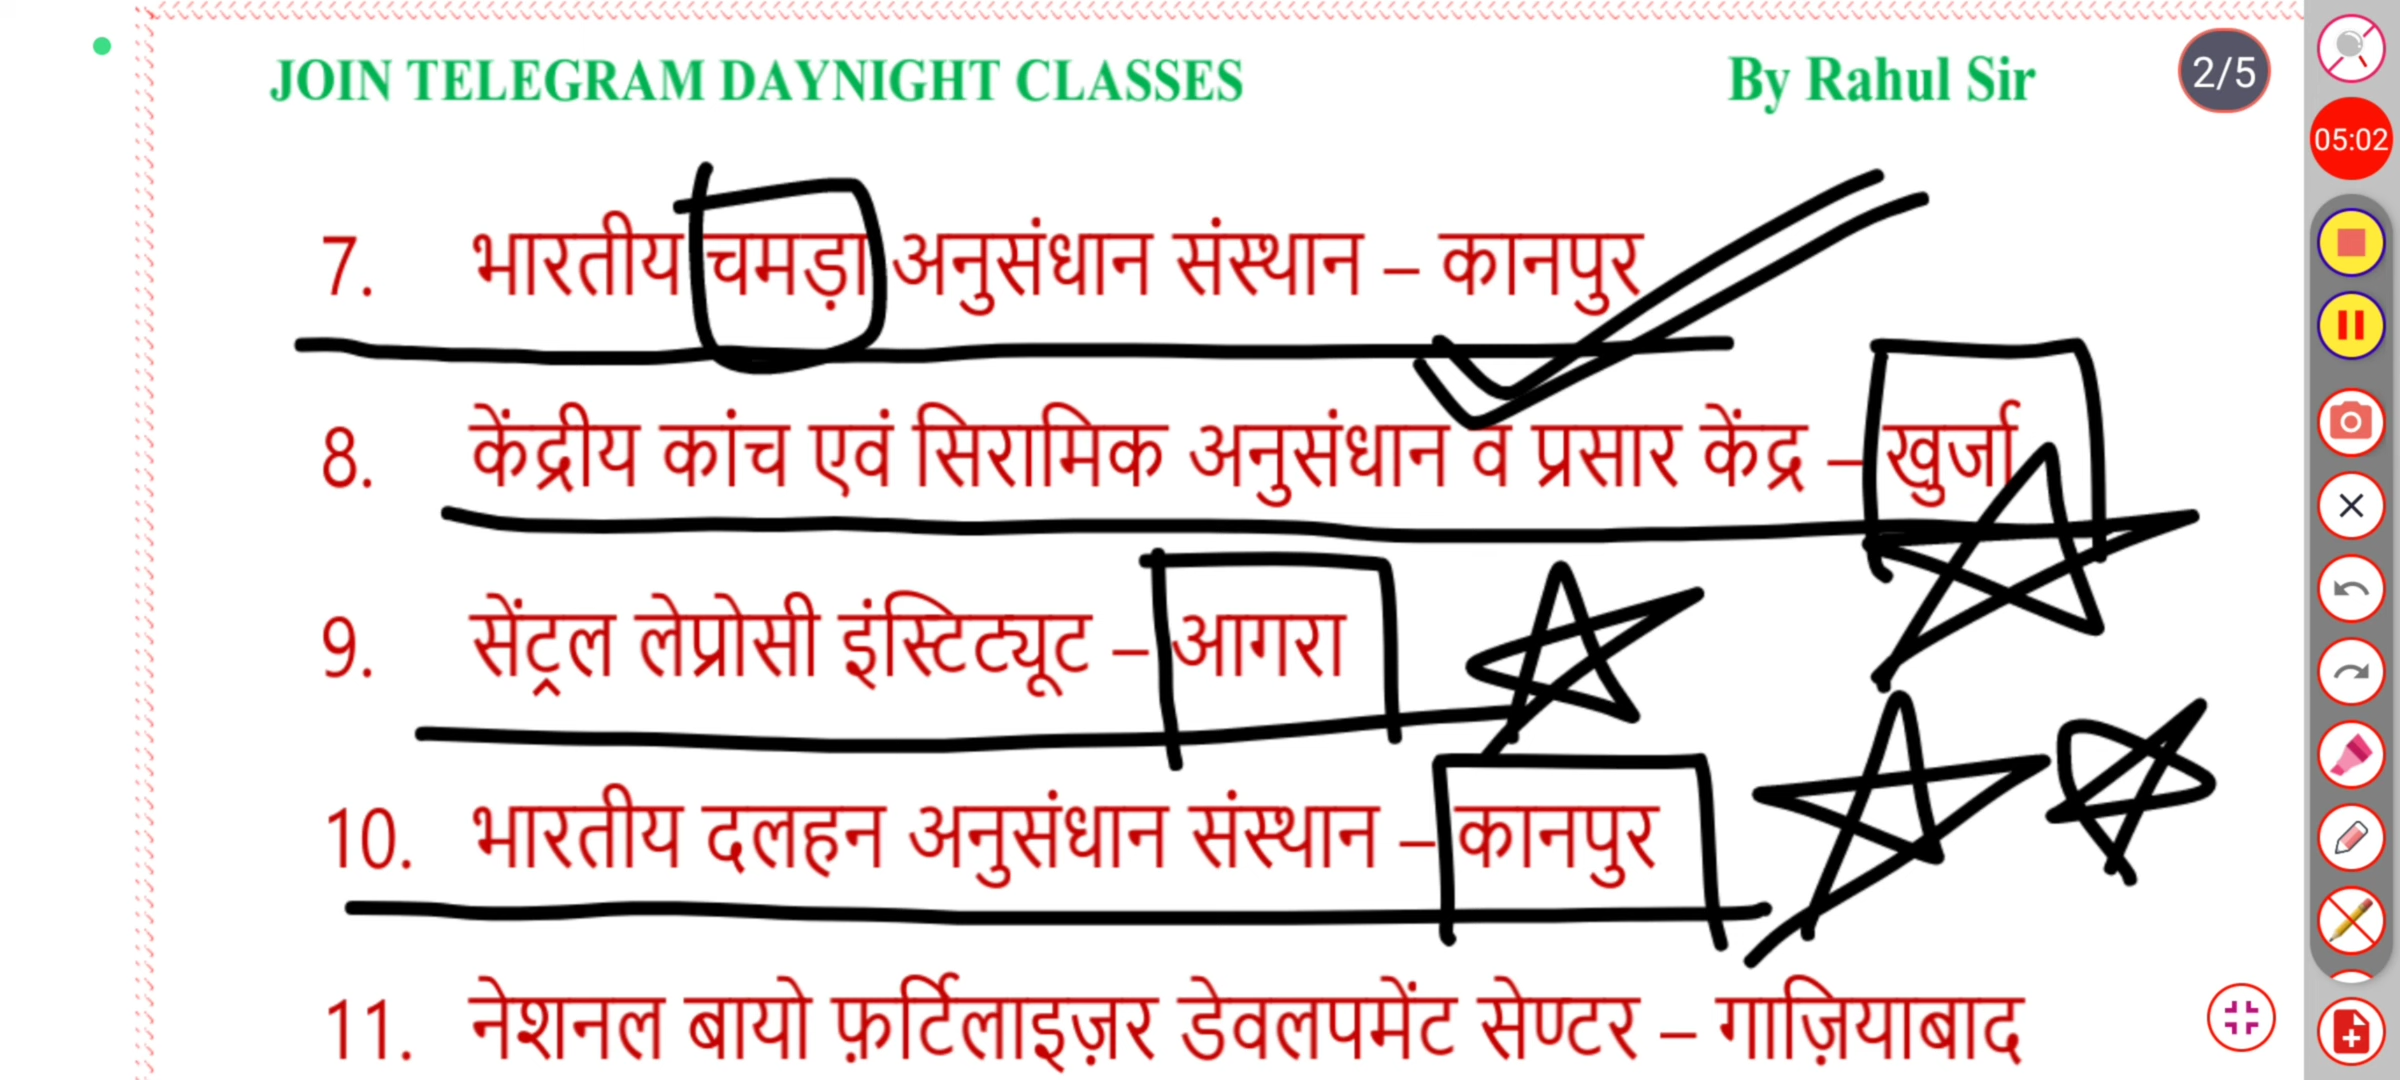 JOIN TELEGRAM DAYNIGHT CLASSES By Rahul Sir 2/5
05:02
7. भारतीय चमड़ा अनुसंधान संस्थान – कानपुर
8. केंद्रीय कांच एवं सिरामिक अनुसंधान व प्रसार केंद्र – खुर्जा
9. सेंट्रल लेप्रोसी इंस्टिट्यूट – आगरा
10. भारतीय दलहन अनुसंधान संस्थान – कानपुर
11. नेशनल बायो फ़र्टिलाइज़र डेवलपमेंट सेण्टर – गाज़ियाबाद